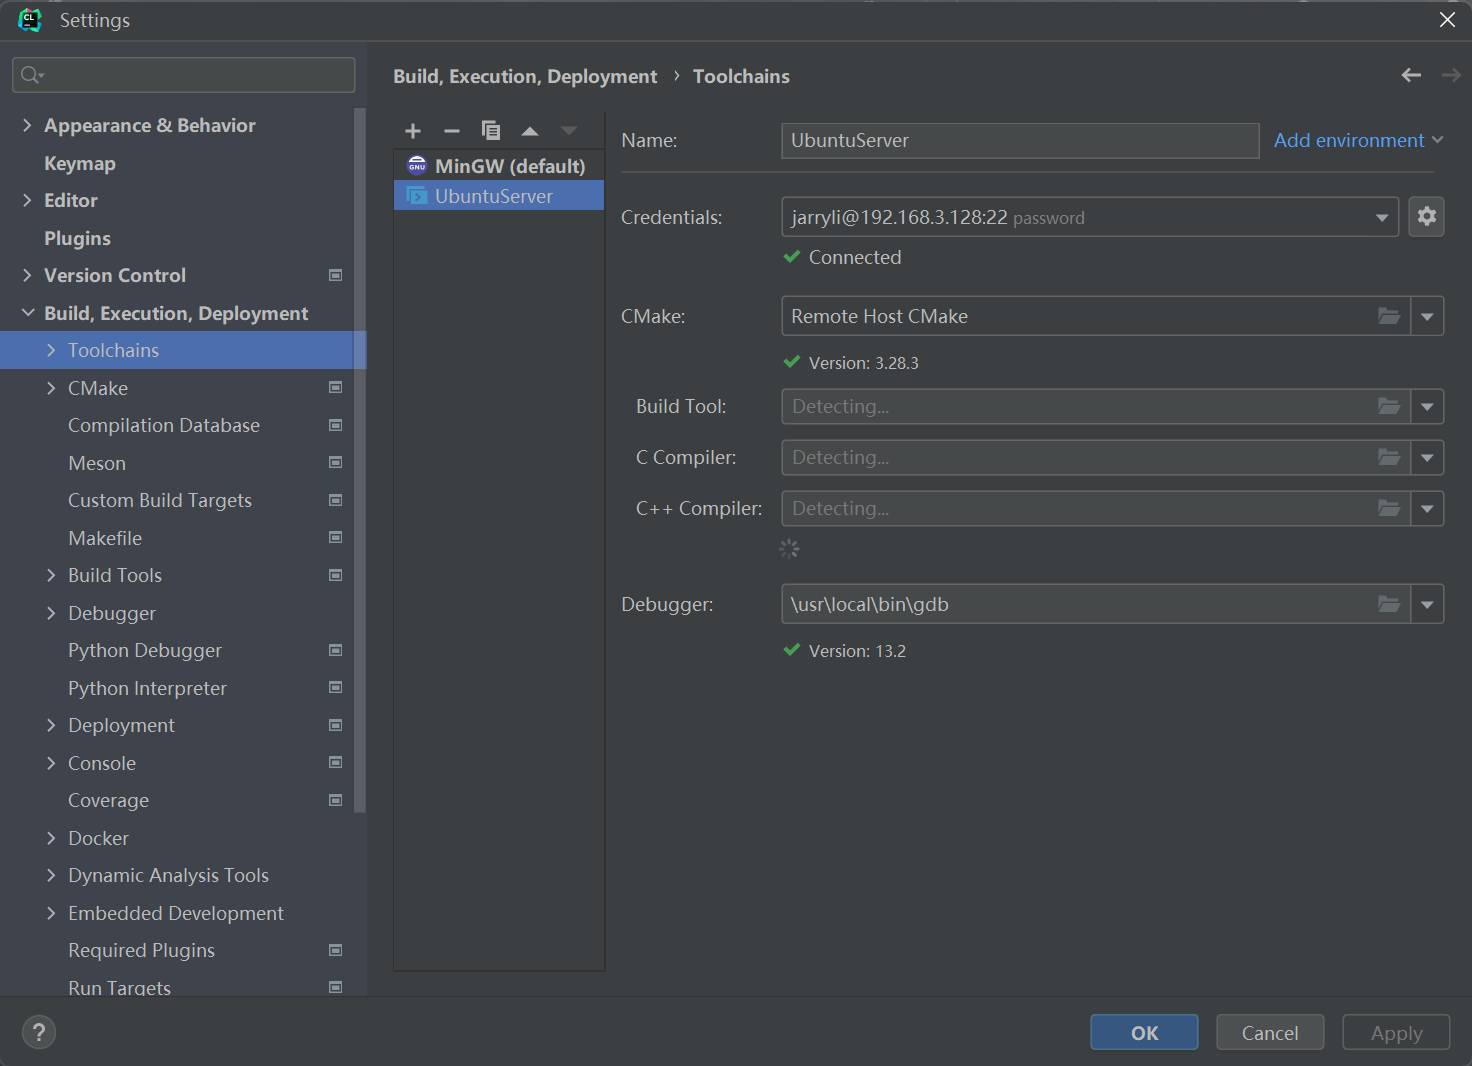 Settings
Build, Execution, Deployment › Toolchains
Appearance & Behavior
Keymap
Editor
Plugins
Version Control
Build, Execution, Deployment
Toolchains
CMake
Compilation Database
Meson
Custom Build Targets
Makefile
Build Tools
Debugger
Python Debugger
Python Interpreter
Deployment
Console
Coverage
Docker
Dynamic Analysis Tools
Embedded Development
Required Plugins
Run Targets
MinGW (default)
UbuntuServer
Name: UbuntuServer Add environment
Credentials: jarryli@192.168.3.128:22 password
Connected
CMake: Remote Host CMake
Version: 3.28.3
Build Tool: Detecting...
C Compiler: Detecting...
C++ Compiler: Detecting...
Debugger: \usr\local\bin\gdb
Version: 13.2
? OK Cancel Apply